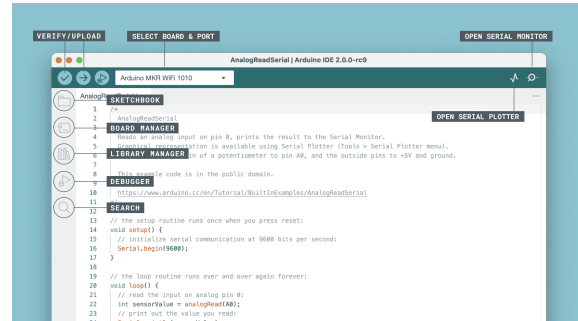 VERIFY/UPLOAD
SELECT BOARD & PORT
OPEN SERIAL MONITOR
AnalogReadSerial | Arduino IDE 2.0.0-rc9
Arduino MKR WiFi 1010
SKETCHBOOK
BOARD MANAGER
LIBRARY MANAGER
DEBUGGER
SEARCH
OPEN SERIAL PLOTTER
1 /*
2 AnalogReadSerial
3
4 Reads an analog input on pin 0, prints the result to the Serial Monitor.
5 Graphical representation is available using Serial Plotter (Tools > Serial Plotter menu).
6 in of a potentiometer to pin A0, and the outside pins to +5V and ground.
7
8 This example code is in the public domain.
9
10 https://www.arduino.cc/en/Tutorial/BuiltInExamples/AnalogReadSerial
11
12
13 // the setup routine runs once when you press reset:
14 void setup() {
15 // initialize serial communication at 9600 bits per second:
16 Serial.begin(9600);
17 }
18
19 // the loop routine runs over and over again forever:
20 void loop() {
21 // read the input on analog pin 0:
22 int sensorValue = analogRead(A0);
23 // print out the value you read: